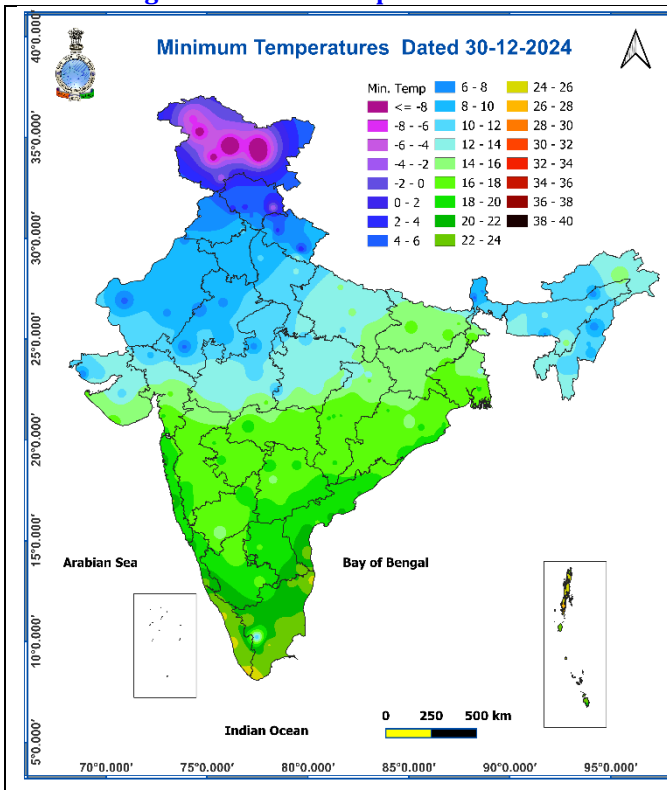 Minimum Temperatures Dated 30-12-2024
Min. Temp
<= -8
-8 - -6
-6 - -4
-4 - -2
-2 - 0
0 - 2
2 - 4
4 - 6
6 - 8
8 - 10
10 - 12
12 - 14
14 - 16
16 - 18
18 - 20
20 - 22
22 - 24
24 - 26
26 - 28
28 - 30
30 - 32
32 - 34
34 - 36
36 - 38
38 - 40
40°0.000'
35°0.000'
30°0.000'
25°0.000'
20°0.000'
15°0.000'
10°0.000'
5°0.000'
Arabian Sea
Bay of Bengal
Indian Ocean
0 250 500 km
70°0.000' 75°0.000' 80°0.000' 85°0.000' 90°0.000' 95°0.000'